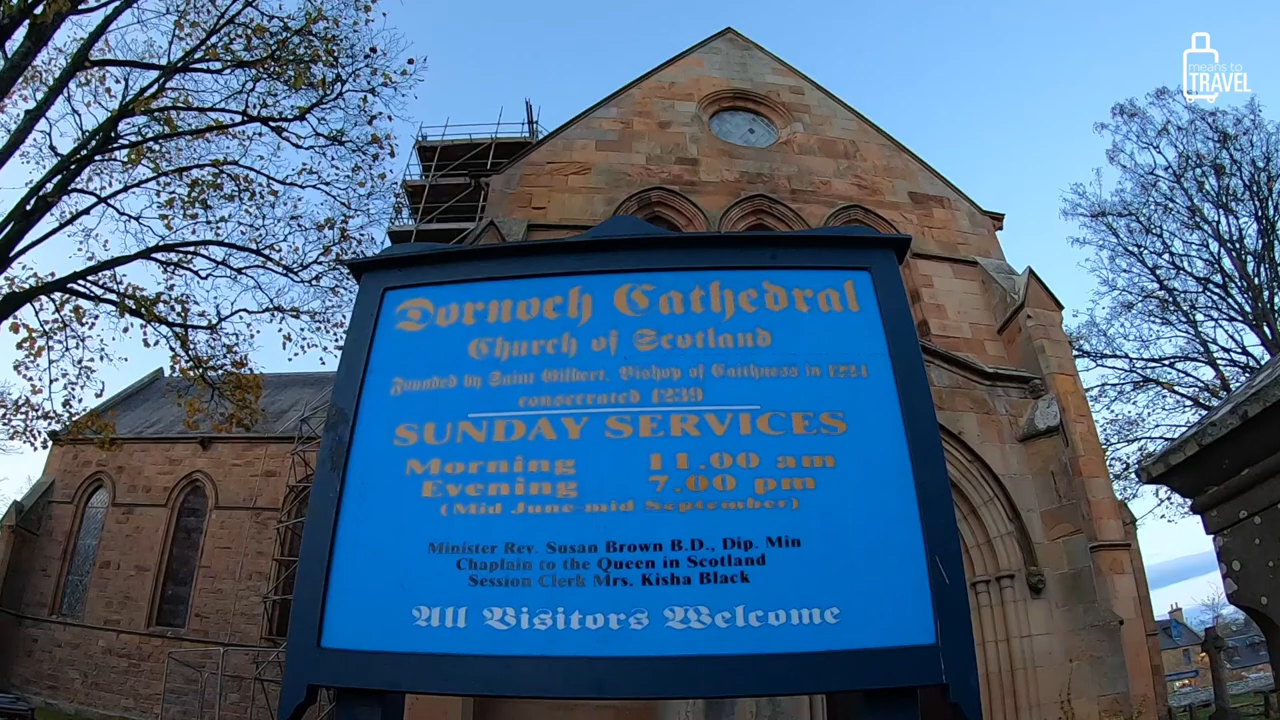 means to
TRAVEL
Dornoch Cathedral
Church of Scotland
Founded by Saint Gilbert, Bishop of Caithness in 1224
consecrated 1239
SUNDAY SERVICES
Morning 11.00 am
Evening 7.00 pm
(Mid June-mid September)
Minister Rev. Susan Brown B.D., Dip. Min
Chaplain to the Queen in Scotland
Session Clerk Mrs. Kisha Black
All Visitors Welcome